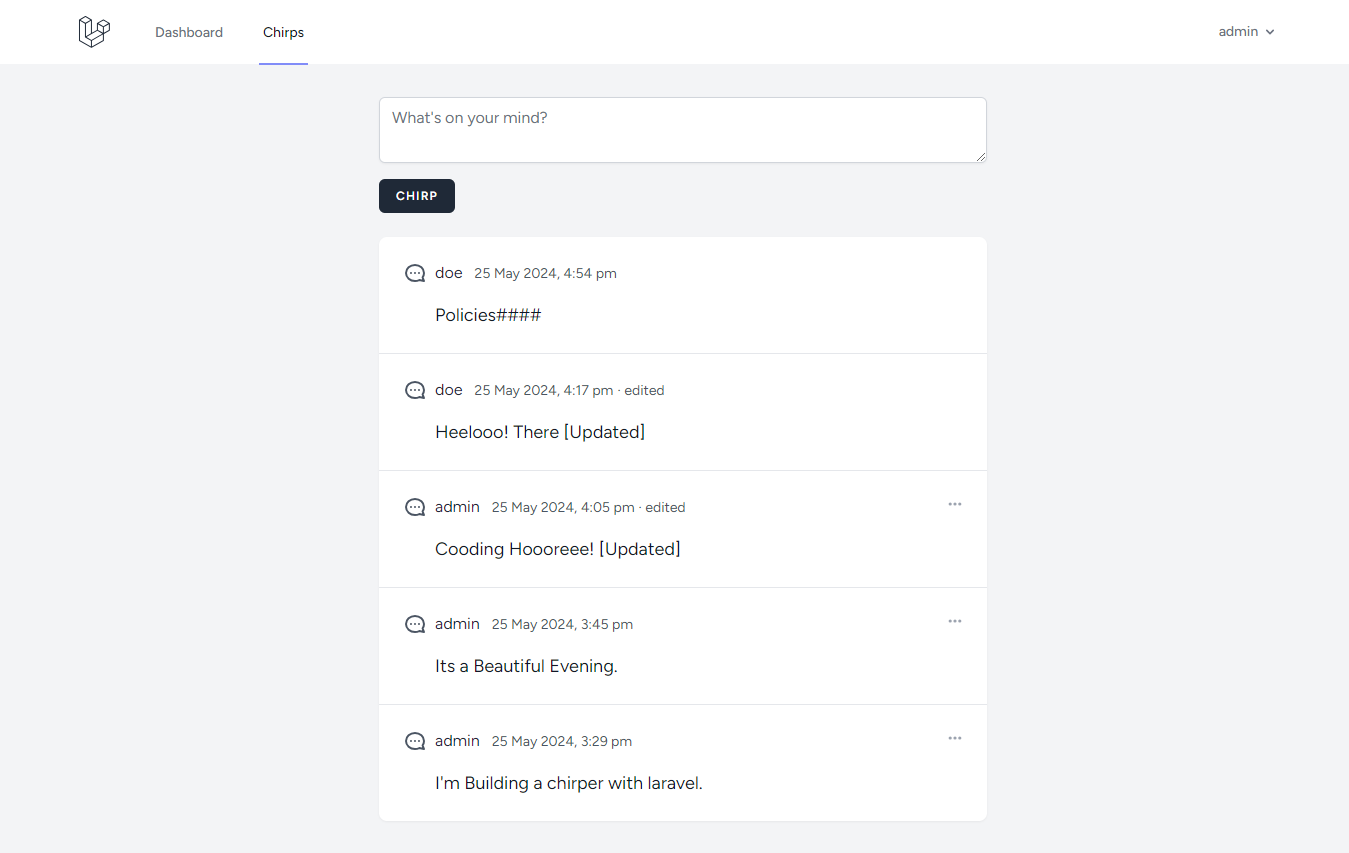 Dashboard Chirps admin
What's on your mind?
CHIRP
doe 25 May 2024, 4:54 pm
Policies####
doe 25 May 2024, 4:17 pm · edited
Heelooo! There [Updated]
admin 25 May 2024, 4:05 pm · edited
Cooding Hoooreee! [Updated]
admin 25 May 2024, 3:45 pm
Its a Beautiful Evening.
admin 25 May 2024, 3:29 pm
I'm Building a chirper with laravel.